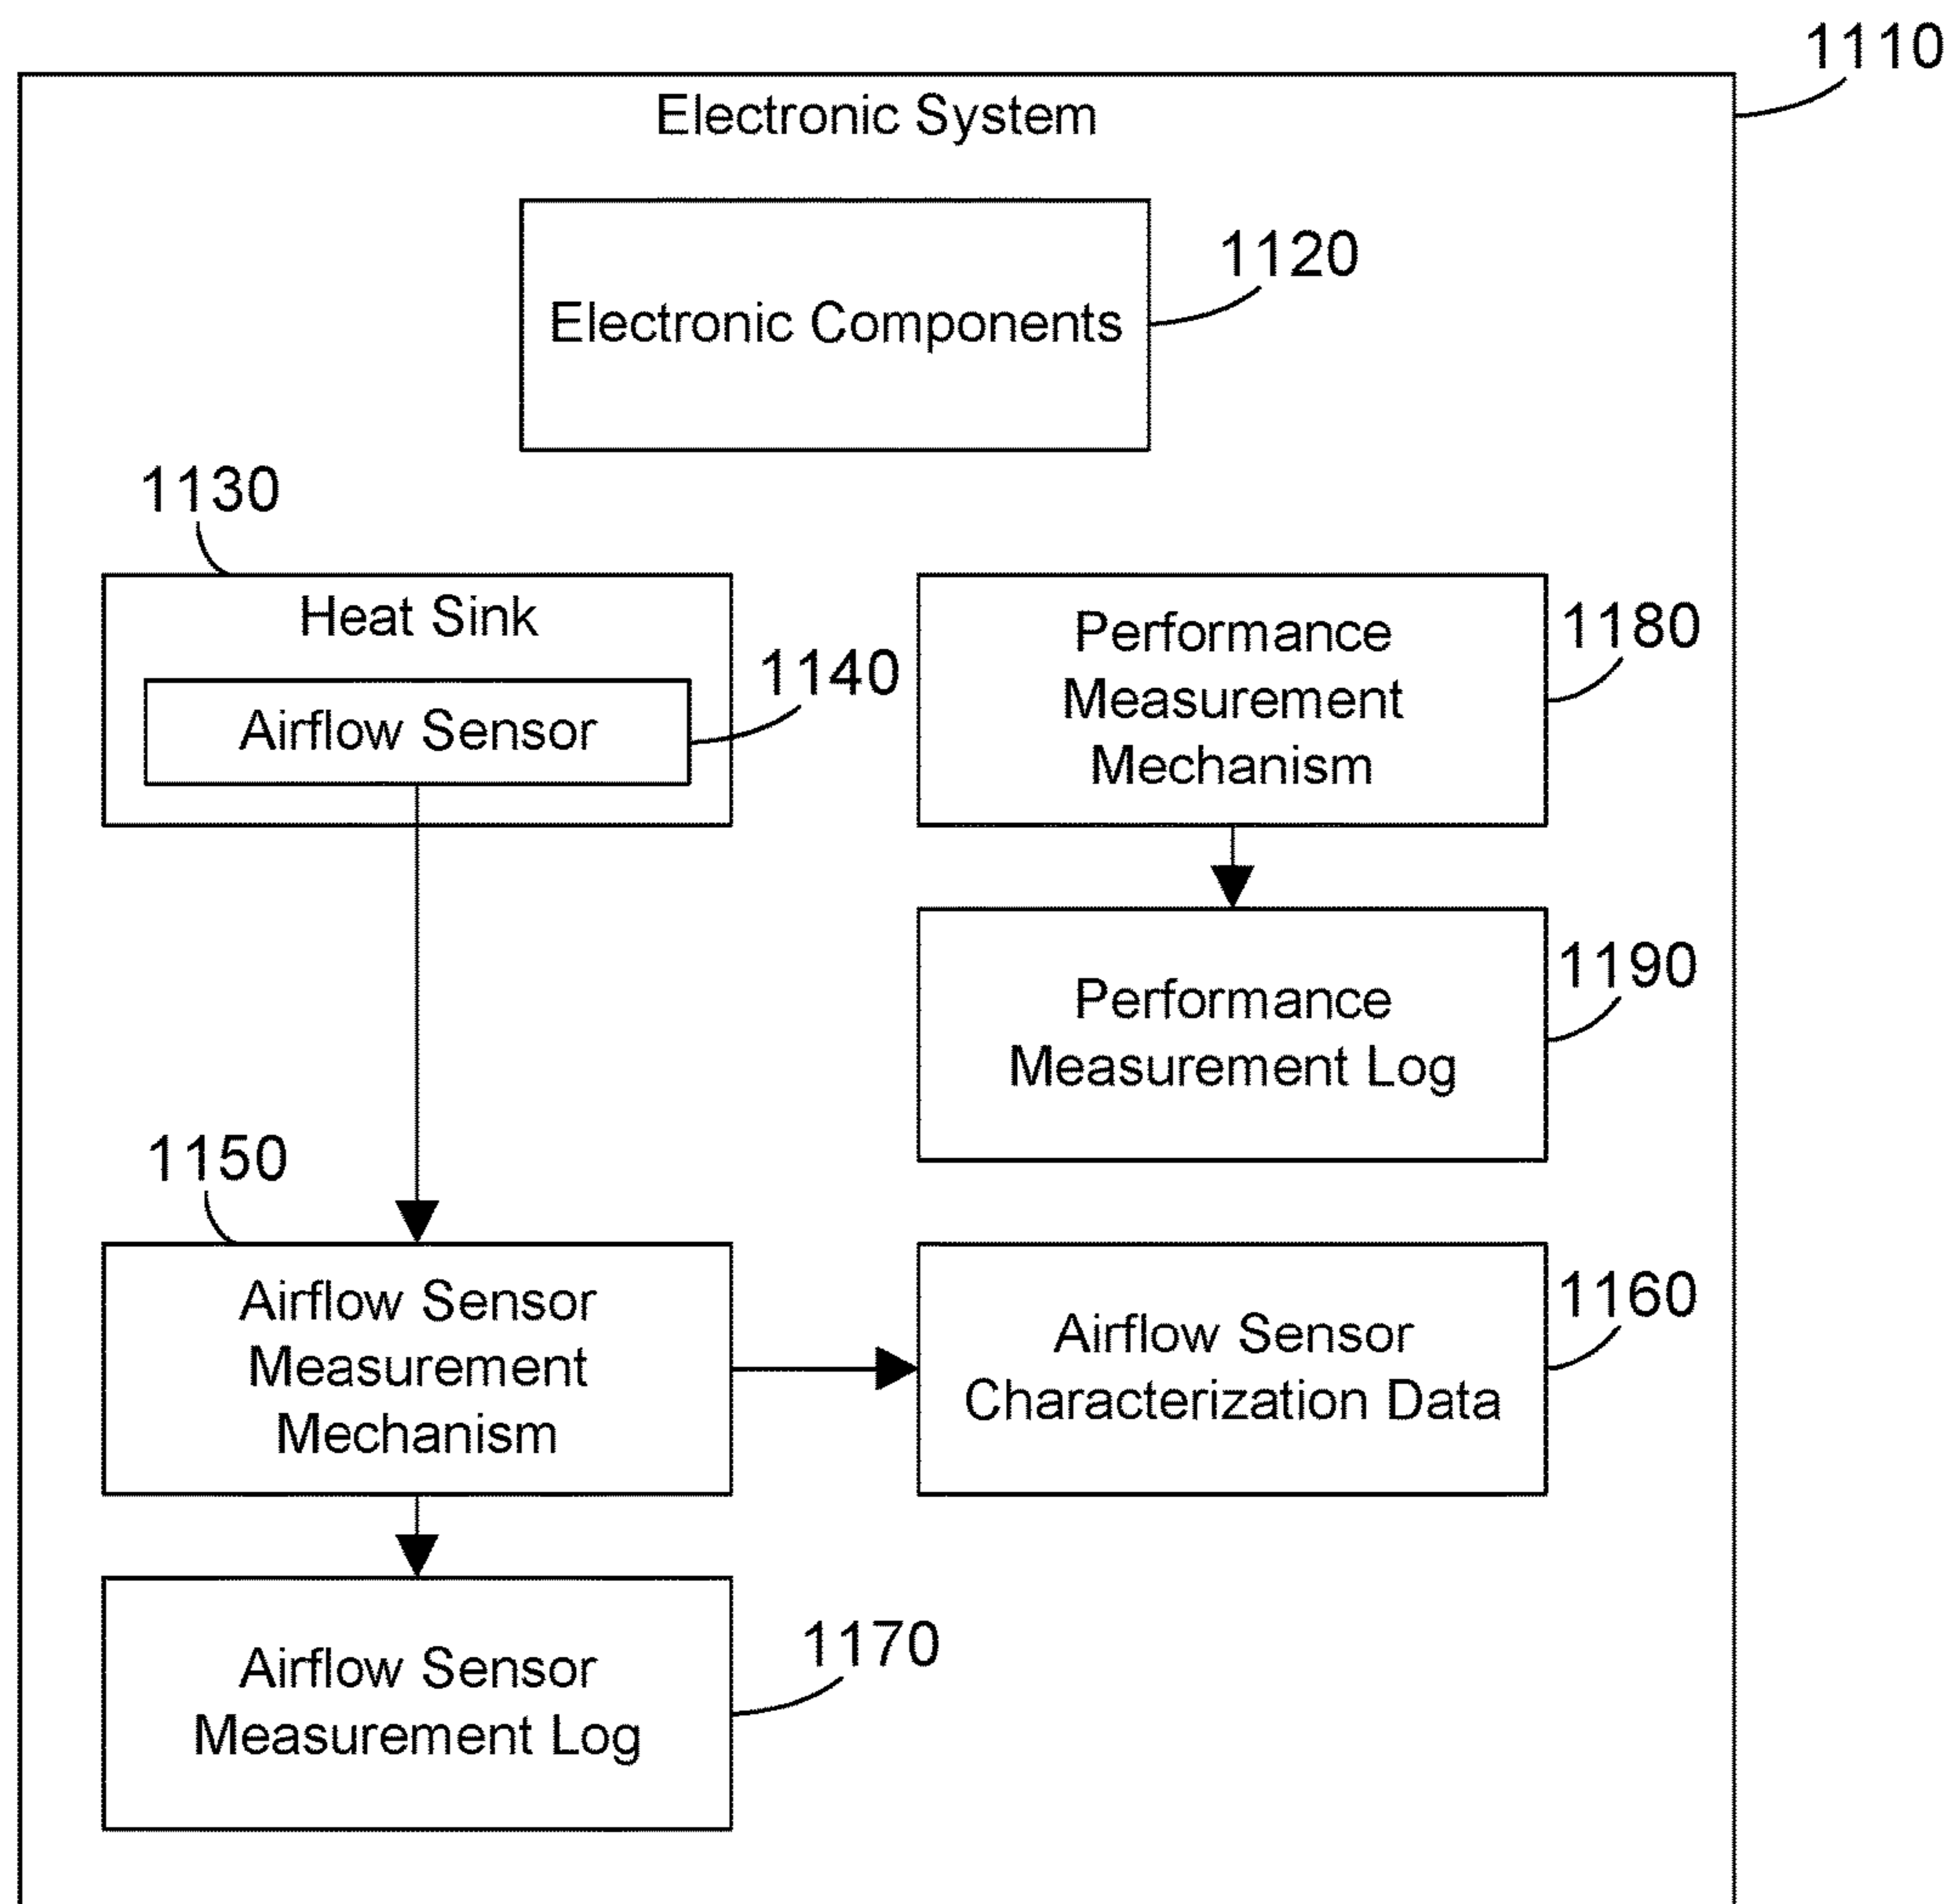 1110
Electronic System
1120
Electronic Components
1130
Heat Sink
1140
Airflow Sensor
1180
Performance
Measurement
Mechanism
1190
Performance
Measurement Log
1150
Airflow Sensor
Measurement
Mechanism
1160
Airflow Sensor
Characterization Data
1170
Airflow Sensor
Measurement Log